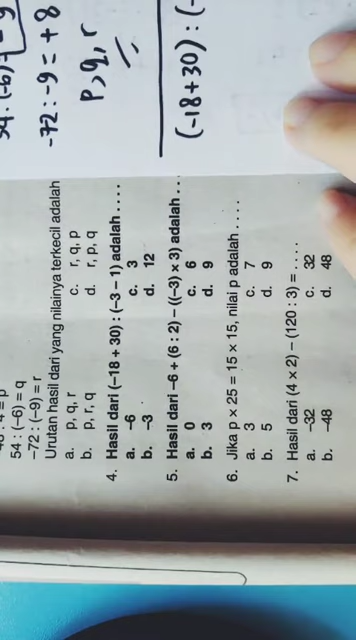 54 : (-6) = - 9
-72 : -9 = + 8
p, q, r
(-18+30) : (-
54 : (−6) = q
−72 : (−9) = r
Urutan hasil dari yang nilainya terkecil adalah
a. p, q, r c. r, q, p
b. p, r, q d. r, p, q
4. Hasil dari (−18 + 30) : (−3 − 1) adalah . . . .
a. −6 c. 3
b. −3 d. 12
5. Hasil dari −6 + (6 : 2) − ((−3) × 3) adalah . . .
a. 0 c. 6
b. 3 d. 9
6. Jika p × 25 = 15 × 15, nilai p adalah . . . . .
a. 3 c. 7
b. 5 d. 9
7. Hasil dari (4 × 2) − (120 : 3) = . . . . .
a. −32 c. 32
b. −48 d. 48